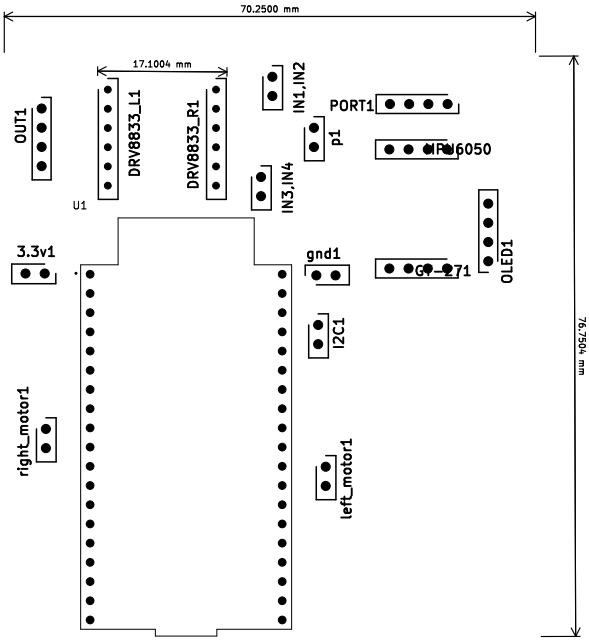 70.2500 mm
17.1004 mm
IN1,IN2
OUT1
DRV8833_L1
DRV8833_R1
PORT1
p1
MPU6050
IN3,IN4
U1
OLED1
3.3v1
gnd1
GY-271
I2C1
76.7504 mm
right_motor1
left_motor1